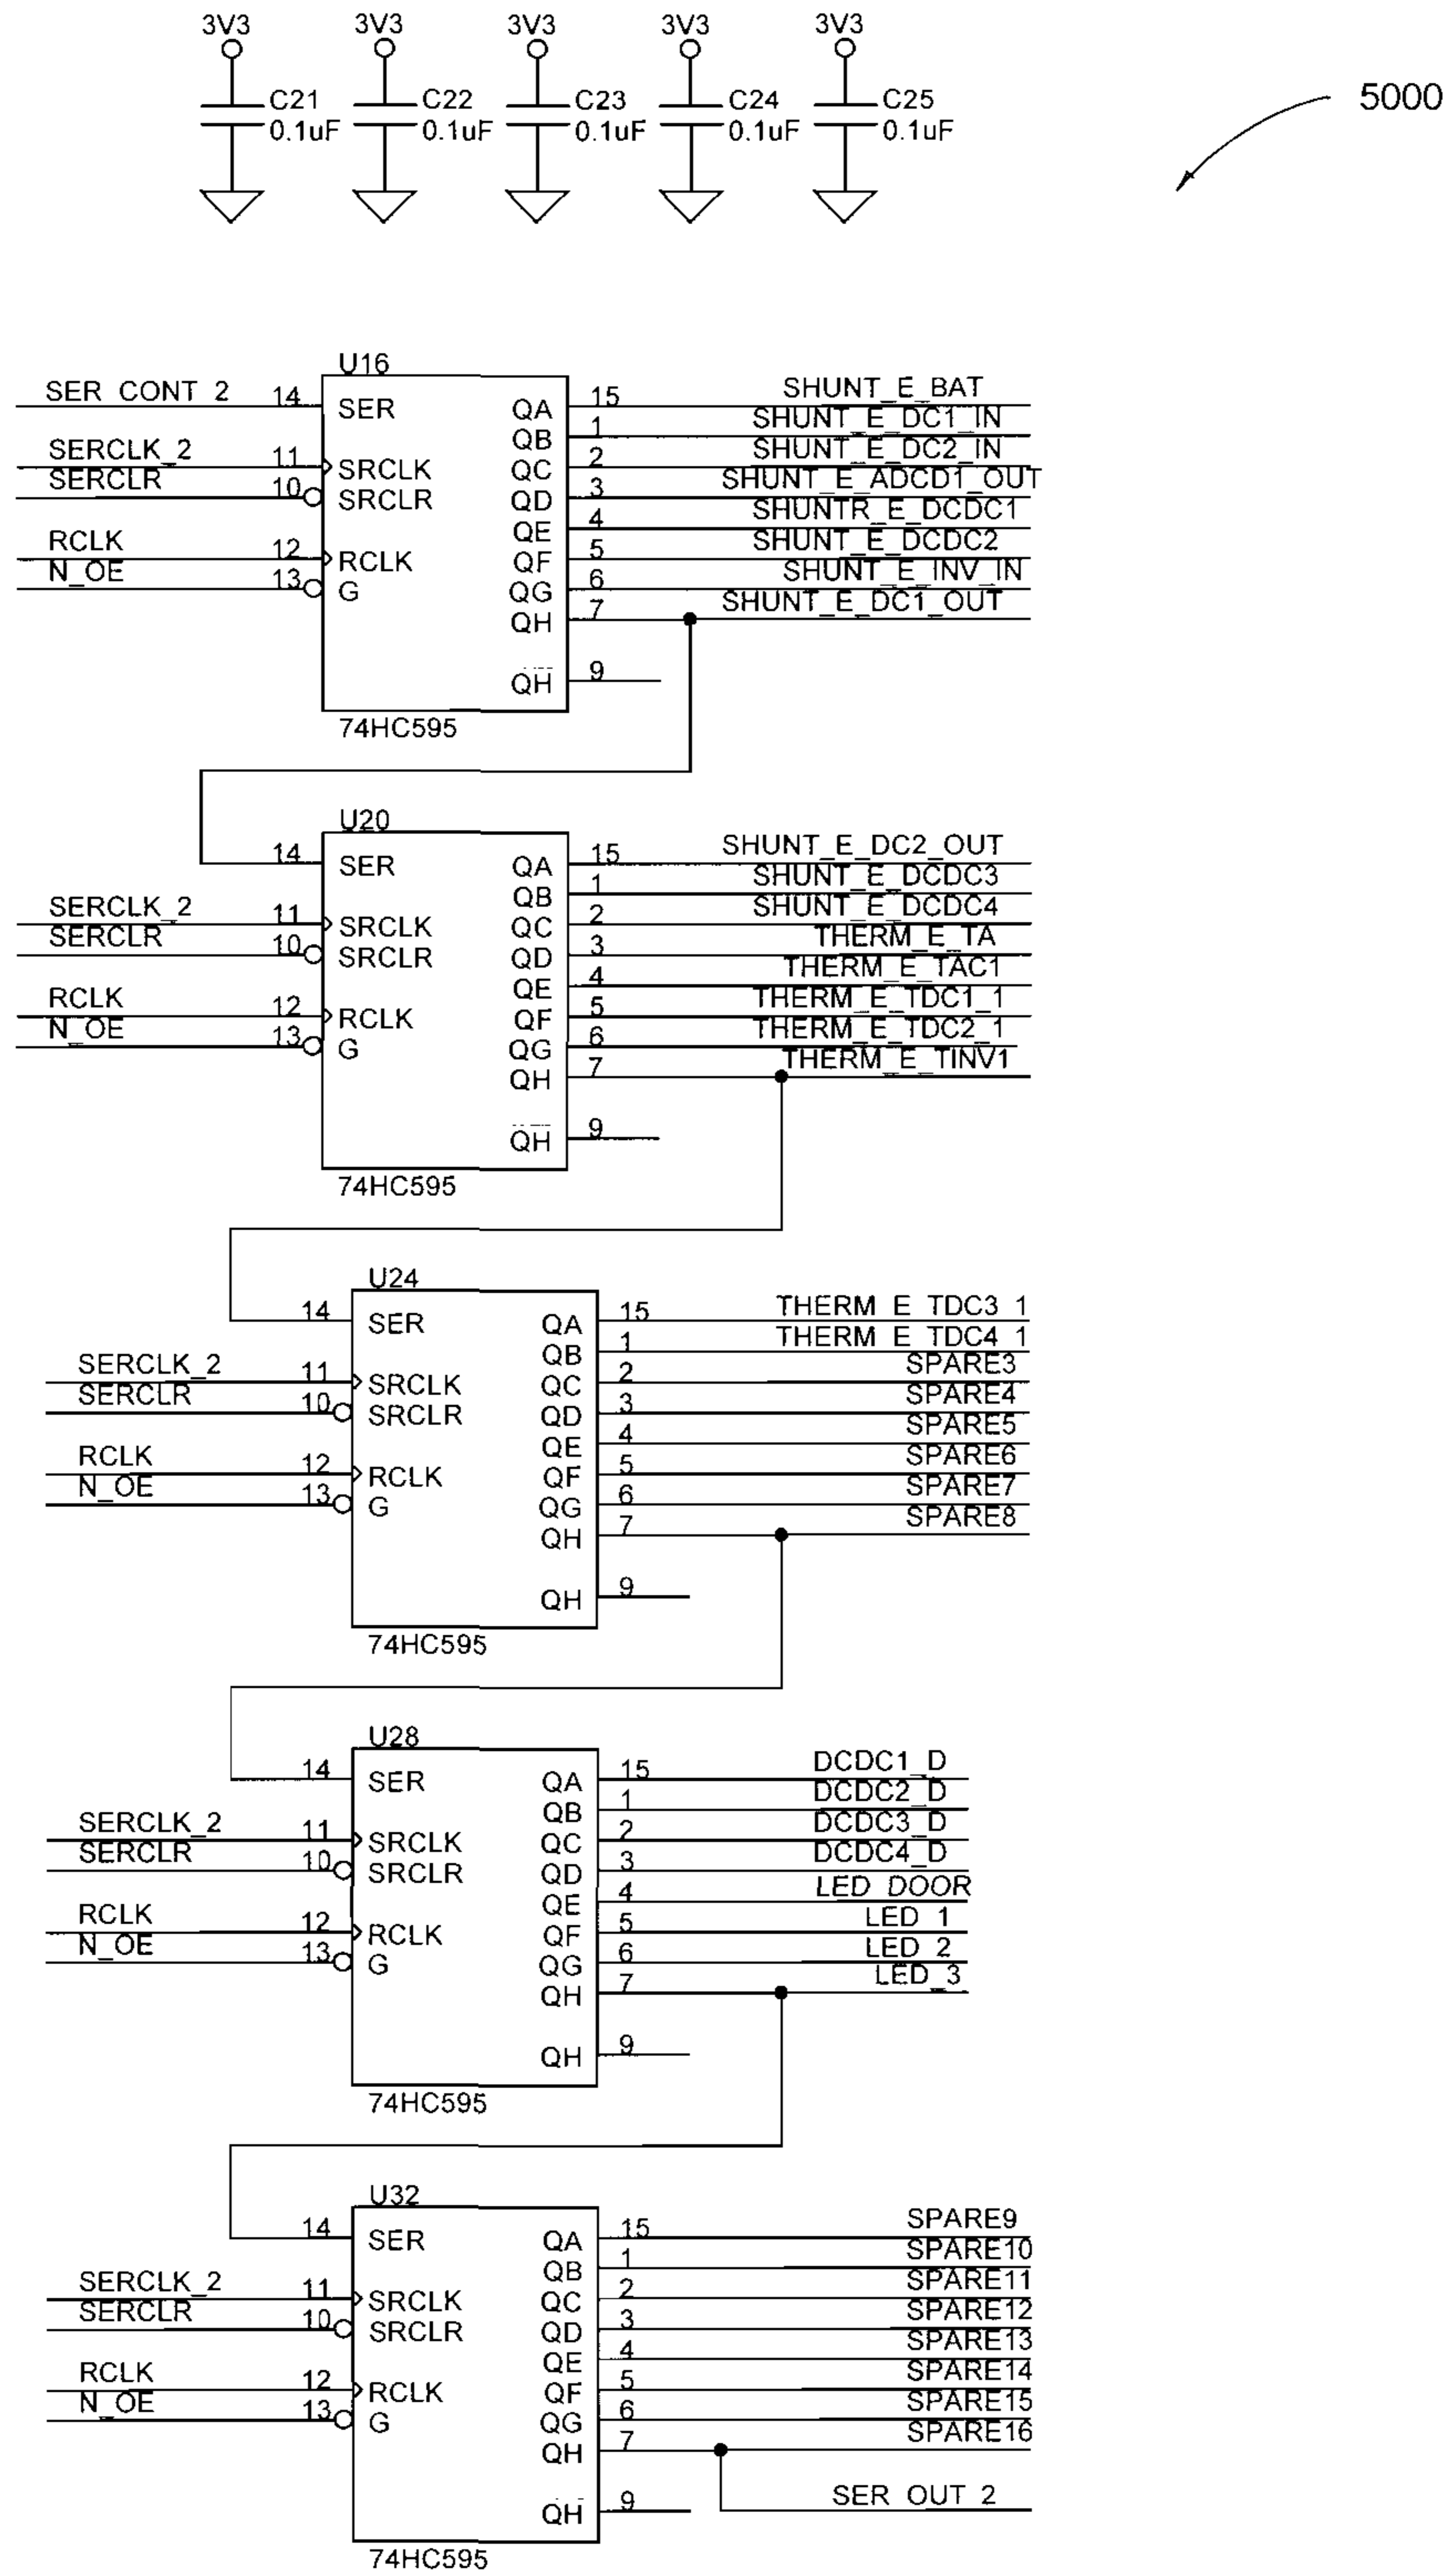 3V3 3V3 3V3 3V3 3V3
C21 C22 C23 C24 C25
0.1uF 0.1uF 0.1uF 0.1uF 0.1uF
5000
U16
SER_CONT_2 14 SER QA 15 SHUNT_E_BAT
QB 1 SHUNT_E_DC1_IN
SERCLK_2 11 SRCLK QC 2 SHUNT_E_DC2_IN
SERCLR 10 SRCLR QD 3 SHUNT_E_ADCD1_OUT
QE 4 SHUNTR_E_DCDC1
RCLK 12 RCLK QF 5 SHUNT_E_DCDC2
N_OE 13 G QG 6 SHUNT_E_INV_IN
QH 7 SHUNT_E_DC1_OUT
QH 9
74HC595
U20
14 SER QA 15 SHUNT_E_DC2_OUT
QB 1 SHUNT_E_DCDC3
SERCLK_2 11 SRCLK QC 2 SHUNT_E_DCDC4
SERCLR 10 SRCLR QD 3 THERM_E_TA
QE 4 THERM_E_TAC1
RCLK 12 RCLK QF 5 THERM_E_TDC1_1
N_OE 13 G QG 6 THERM_E_TDC2_1
QH 7 THERM_E_TINV1
QH 9
74HC595
U24
14 SER QA 15 THERM_E_TDC3_1
QB 1 THERM_E_TDC4_1
SERCLK_2 11 SRCLK QC 2 SPARE3
SERCLR 10 SRCLR QD 3 SPARE4
QE 4 SPARE5
RCLK 12 RCLK QF 5 SPARE6
N_OE 13 G QG 6 SPARE7
QH 7 SPARE8
QH 9
74HC595
U28
14 SER QA 15 DCDC1_D
QB 1 DCDC2_D
SERCLK_2 11 SRCLK QC 2 DCDC3_D
SERCLR 10 SRCLR QD 3 DCDC4_D
QE 4 LED_DOOR
RCLK 12 RCLK QF 5 LED_1
N_OE 13 G QG 6 LED_2
QH 7 LED_3
QH 9
74HC595
U32
14 SER QA 15 SPARE9
QB 1 SPARE10
SERCLK_2 11 SRCLK QC 2 SPARE11
SERCLR 10 SRCLR QD 3 SPARE12
QE 4 SPARE13
RCLK 12 RCLK QF 5 SPARE14
N_OE 13 G QG 6 SPARE15
QH 7 SPARE16
SER_OUT_2
QH 9
74HC595